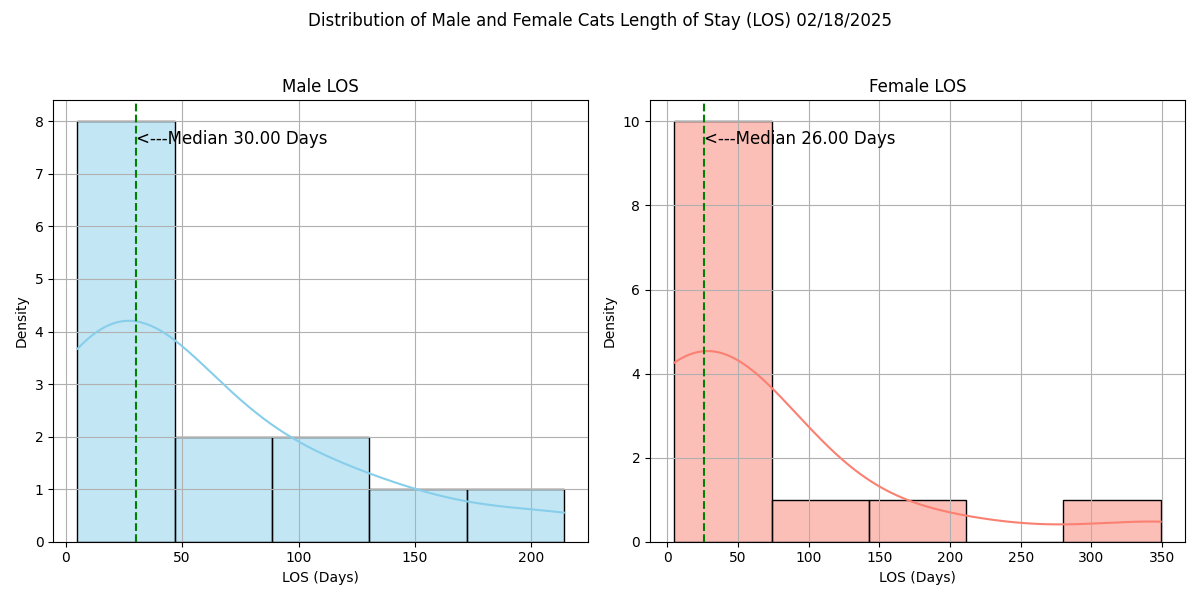 Distribution of Male and Female Cats Length of Stay (LOS) 02/18/2025
Male LOS
8
7
6
5
4
3
2
1
0
Density
<---Median 30.00 Days
0 50 100 150 200
LOS (Days)
Female LOS
10
8
6
4
2
0
Density
<---Median 26.00 Days
0 50 100 150 200 250 300 350
LOS (Days)